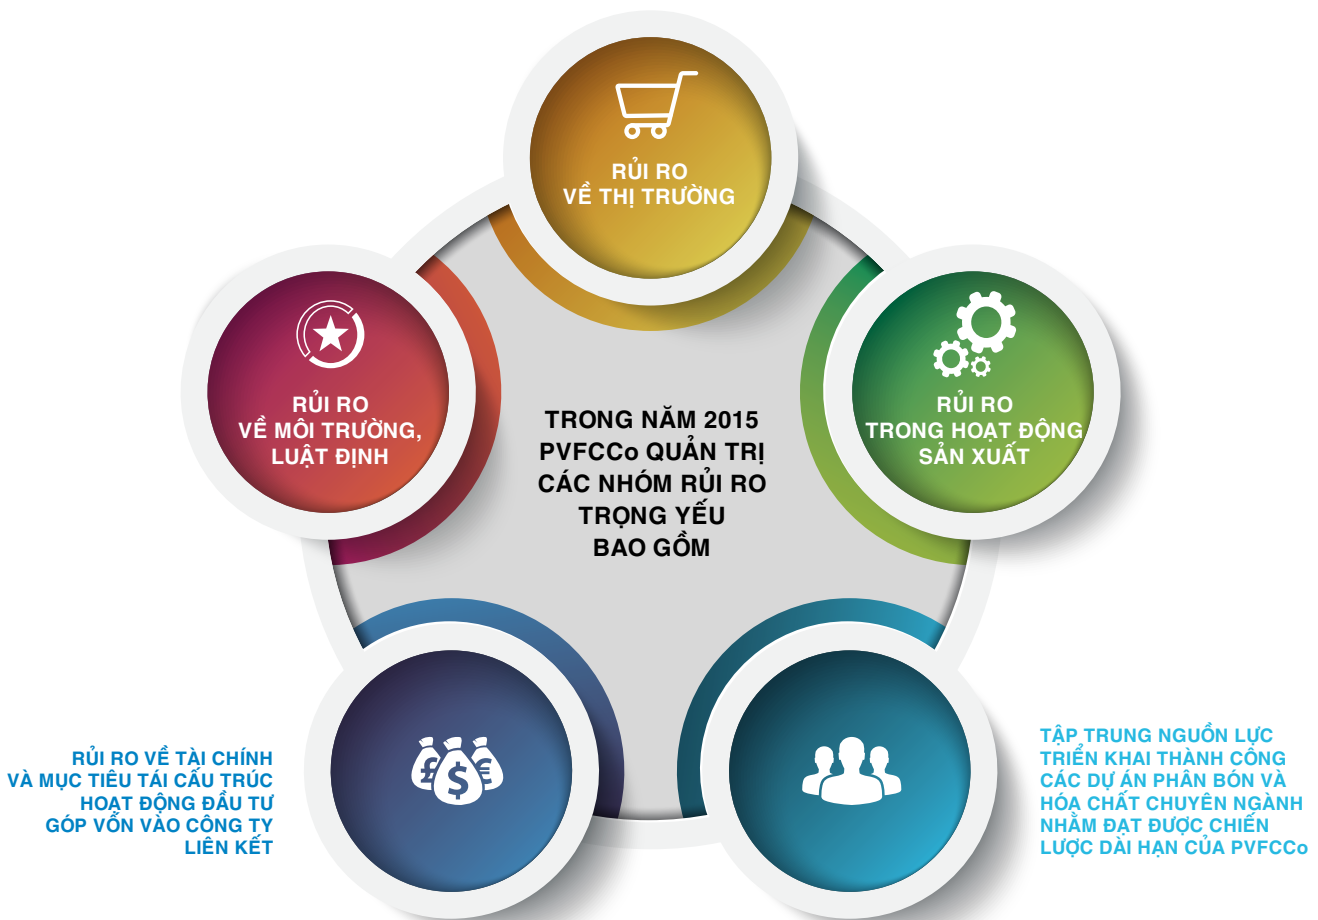 RỦI RO
VỀ THỊ TRƯỜNG
RỦI RO
VỀ MÔI TRƯỜNG,
LUẬT ĐỊNH
RỦI RO
TRONG HOẠT ĐỘNG
SẢN XUẤT
TRONG NĂM 2015
PVFCCo QUẢN TRỊ
CÁC NHÓM RỦI RO
TRỌNG YẾU
BAO GỒM
RỦI RO VỀ TÀI CHÍNH
VÀ MỤC TIÊU TÁI CẤU TRÚC
HOẠT ĐỘNG ĐẦU TƯ
GÓP VỐN VÀO CÔNG TY
LIÊN KẾT
£ $ €
TẬP TRUNG NGUỒN LỰC
TRIỂN KHAI THÀNH CÔNG
CÁC DỰ ÁN PHÂN BÓN VÀ
HÓA CHẤT CHUYÊN NGÀNH
NHẰM ĐẠT ĐƯỢC CHIẾN
LƯỢC DÀI HẠN CỦA PVFCCo